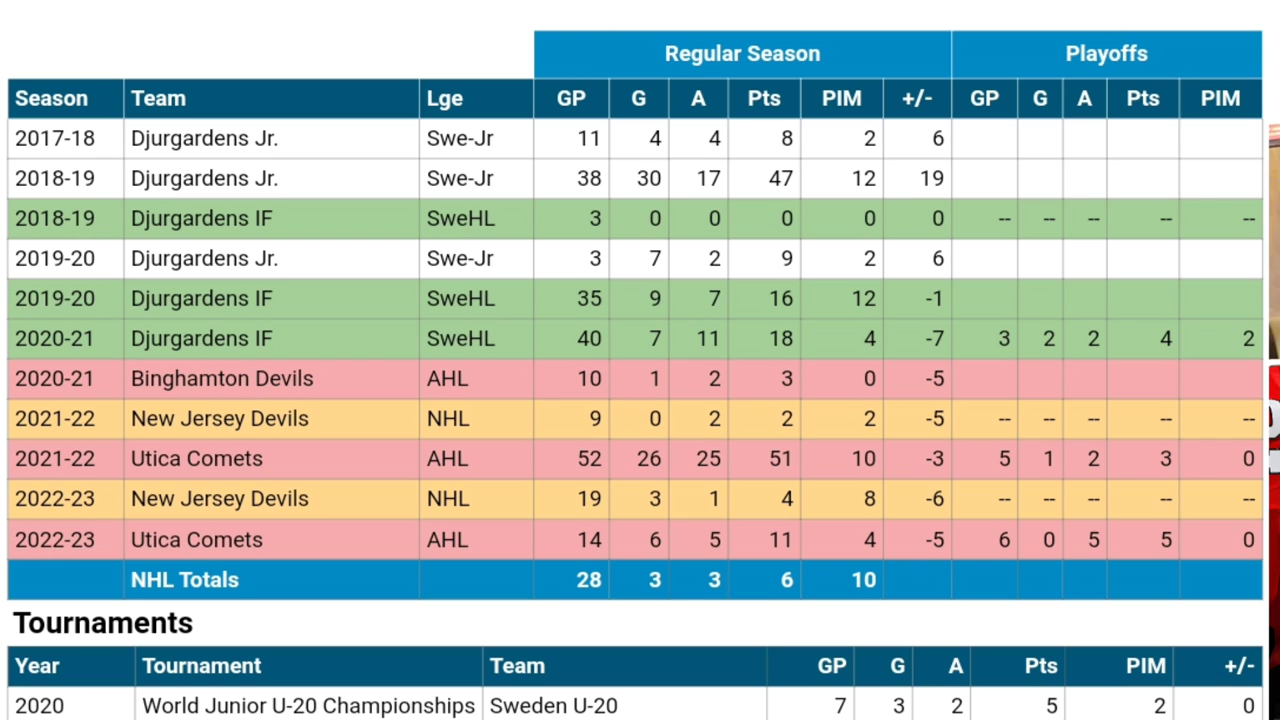 Regular Season Playoffs
Season Team Lge GP G A Pts PIM +/- GP G A Pts PIM
2017-18 Djurgardens Jr. Swe-Jr 11 4 4 8 2 6
2018-19 Djurgardens Jr. Swe-Jr 38 30 17 47 12 19
2018-19 Djurgardens IF SweHL 3 0 0 0 0 0 -- -- -- -- --
2019-20 Djurgardens Jr. Swe-Jr 3 7 2 9 2 6
2019-20 Djurgardens IF SweHL 35 9 7 16 12 -1
2020-21 Djurgardens IF SweHL 40 7 11 18 4 -7 3 2 2 4 2
2020-21 Binghamton Devils AHL 10 1 2 3 0 -5
2021-22 New Jersey Devils NHL 9 0 2 2 2 -5 -- -- -- -- --
2021-22 Utica Comets AHL 52 26 25 51 10 -3 5 1 2 3 0
2022-23 New Jersey Devils NHL 19 3 1 4 8 -6 -- -- -- -- --
2022-23 Utica Comets AHL 14 6 5 11 4 -5 6 0 5 5 0
NHL Totals 28 3 3 6 10
Tournaments
Year Tournament Team GP G A Pts PIM +/-
2020 World Junior U-20 Championships Sweden U-20 7 3 2 5 2 0